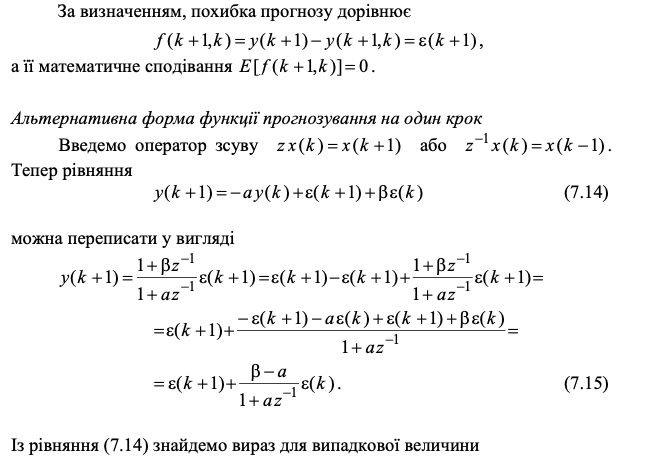 За визначенням, похибка прогнозу дорівнює
f(k+1,k)=y(k+1)−y(k+1,k)=ε(k+1),
а її математичне сподівання E[f(k+1,k)]=0.
Альтернативна форма функції прогнозування на один крок
Введемо оператор зсуву z x(k)=x(k+1) або z⁻¹x(k)=x(k−1).
Тепер рівняння
y(k+1)=−ay(k)+ε(k+1)+βε(k) (7.14)
можна переписати у вигляді
y(k+1)=(1+βz⁻¹)/(1+az⁻¹) ε(k+1)=ε(k+1)−ε(k+1)+(1+βz⁻¹)/(1+az⁻¹) ε(k+1)=
=ε(k+1)+(−ε(k+1)−aε(k)+ε(k+1)+βε(k))/(1+az⁻¹)=
=ε(k+1)+(β−a)/(1+az⁻¹) ε(k). (7.15)
Із рівняння (7.14) знайдемо вираз для випадкової величини